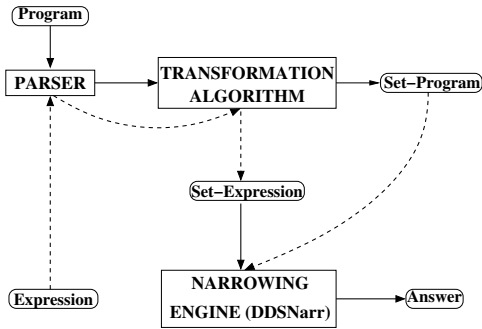 Program
PARSER
TRANSFORMATION
ALGORITHM
Set−Program
Set−Expression
Expression
NARROWING
ENGINE (DDSNarr)
Answer